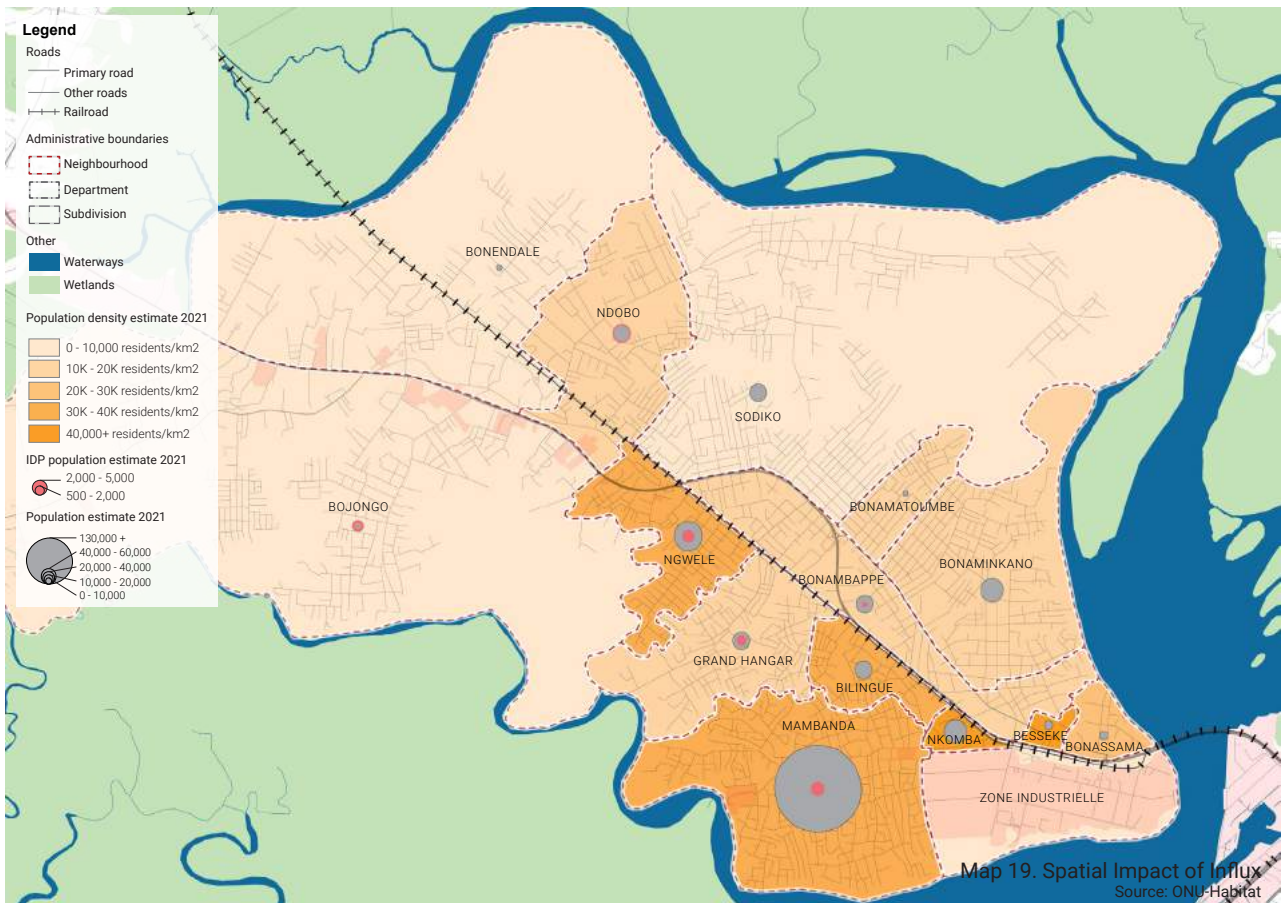 Legend
Roads
Primary road
Other roads
Railroad
Administrative boundaries
Neighbourhood
Department
Subdivision
Other
Waterways
Wetlands
Population density estimate 2021
0 - 10,000 residents/km2
10K - 20K residents/km2
20K - 30K residents/km2
30K - 40K residents/km2
40,000+ residents/km2
IDP population estimate 2021
2,000 - 5,000
500 - 2,000
Population estimate 2021
130,000 +
40,000 - 60,000
20,000 - 40,000
10,000 - 20,000
0 - 10,000
BONENDALE
NDOBO
SODIKO
BOJONGO
BONAMATOUMBE
NGWELE
BONAMBAPPE
BONAMINKANO
GRAND HANGAR
BILINGUE
MAMBANDA
NKOMBA
BESSEKE
BONASSAMA
ZONE INDUSTRIELLE
Map 19. Spatial Impact of Influx
Source: ONU-Habitat